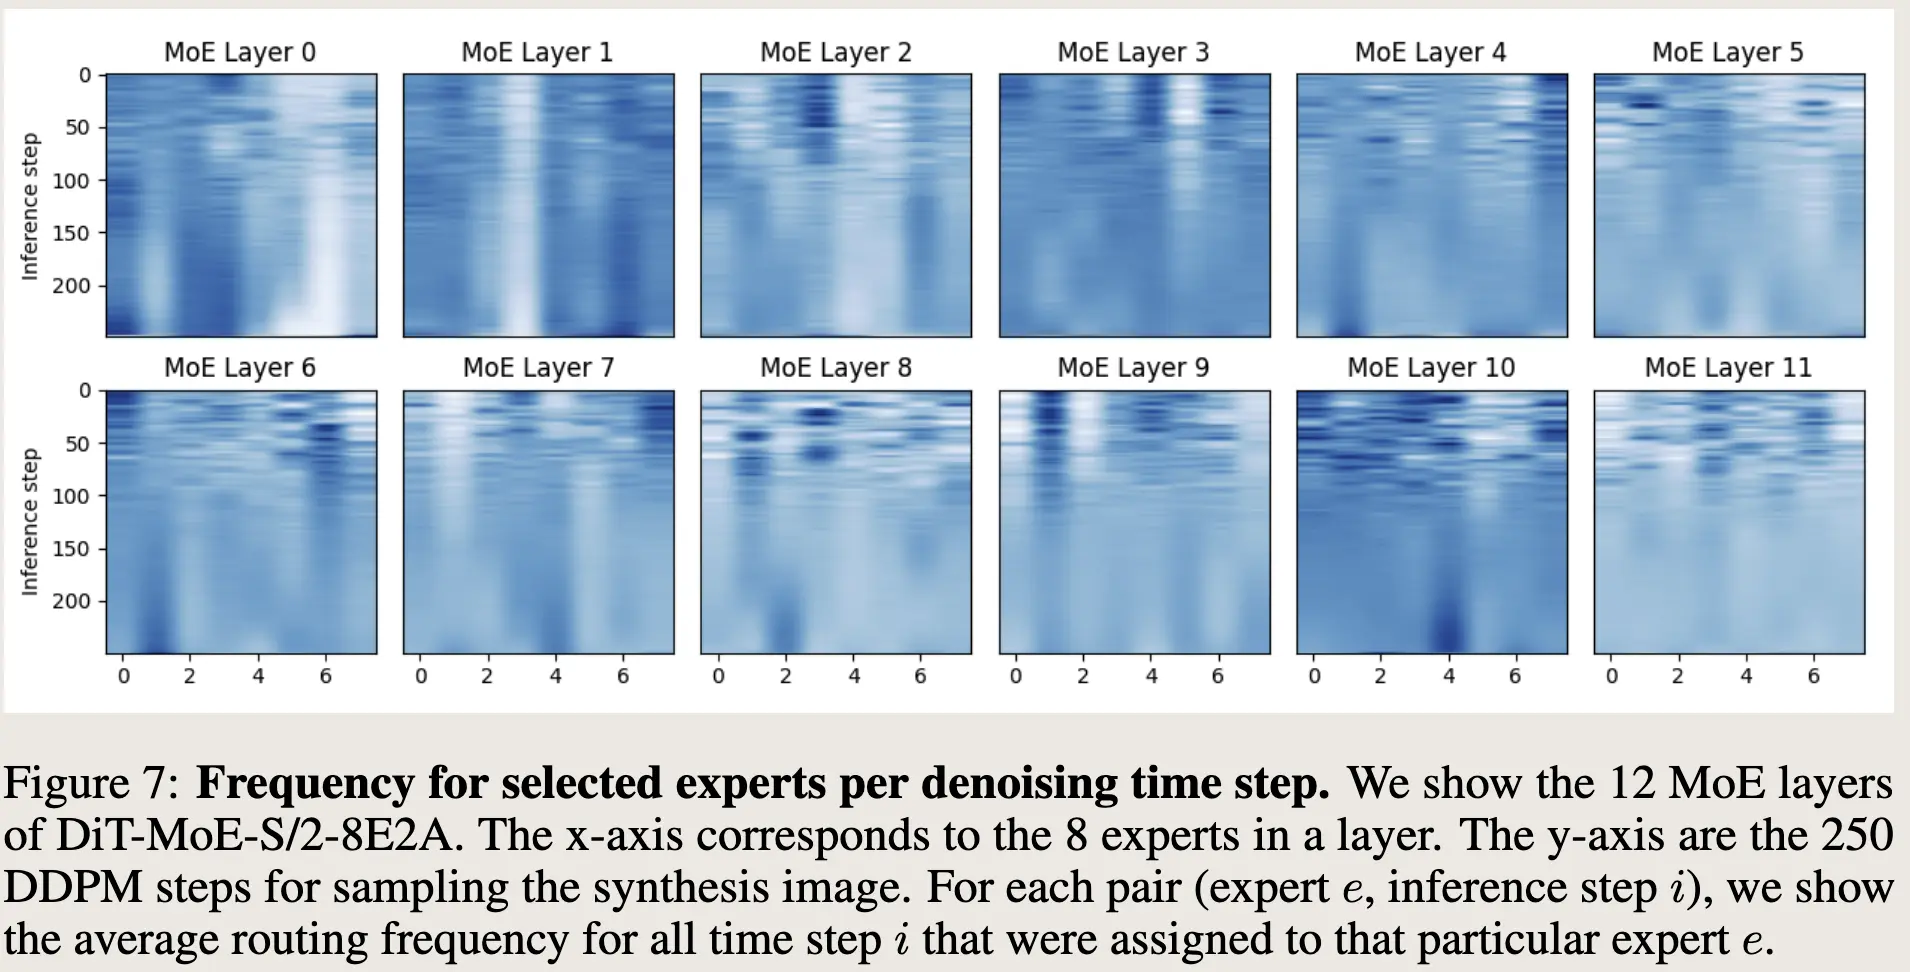 MoE Layer 0 MoE Layer 1 MoE Layer 2 MoE Layer 3 MoE Layer 4 MoE Layer 5
0
50
100
150
200
Inference step
MoE Layer 6 MoE Layer 7 MoE Layer 8 MoE Layer 9 MoE Layer 10 MoE Layer 11
0
50
100
150
200
Inference step
0 2 4 6 0 2 4 6 0 2 4 6 0 2 4 6 0 2 4 6 0 2 4 6
Figure 7: Frequency for selected experts per denoising time step. We show the 12 MoE layers
of DiT-MoE-S/2-8E2A. The x-axis corresponds to the 8 experts in a layer. The y-axis are the 250
DDPM steps for sampling the synthesis image. For each pair (expert e, inference step i), we show
the average routing frequency for all time step i that were assigned to that particular expert e.